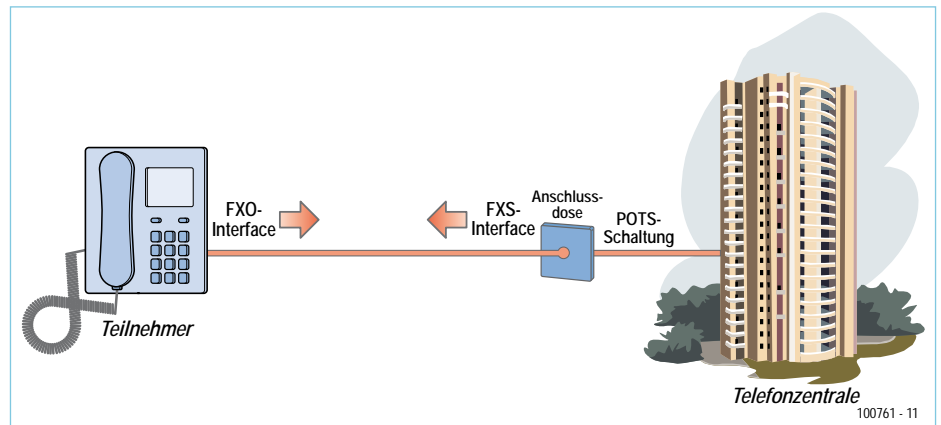 FXO-
Interface
FXS-
Interface
Anschluss-
dose
POTS-
Schaltung
Teilnehmer
Telefonzentrale
100761 - 11